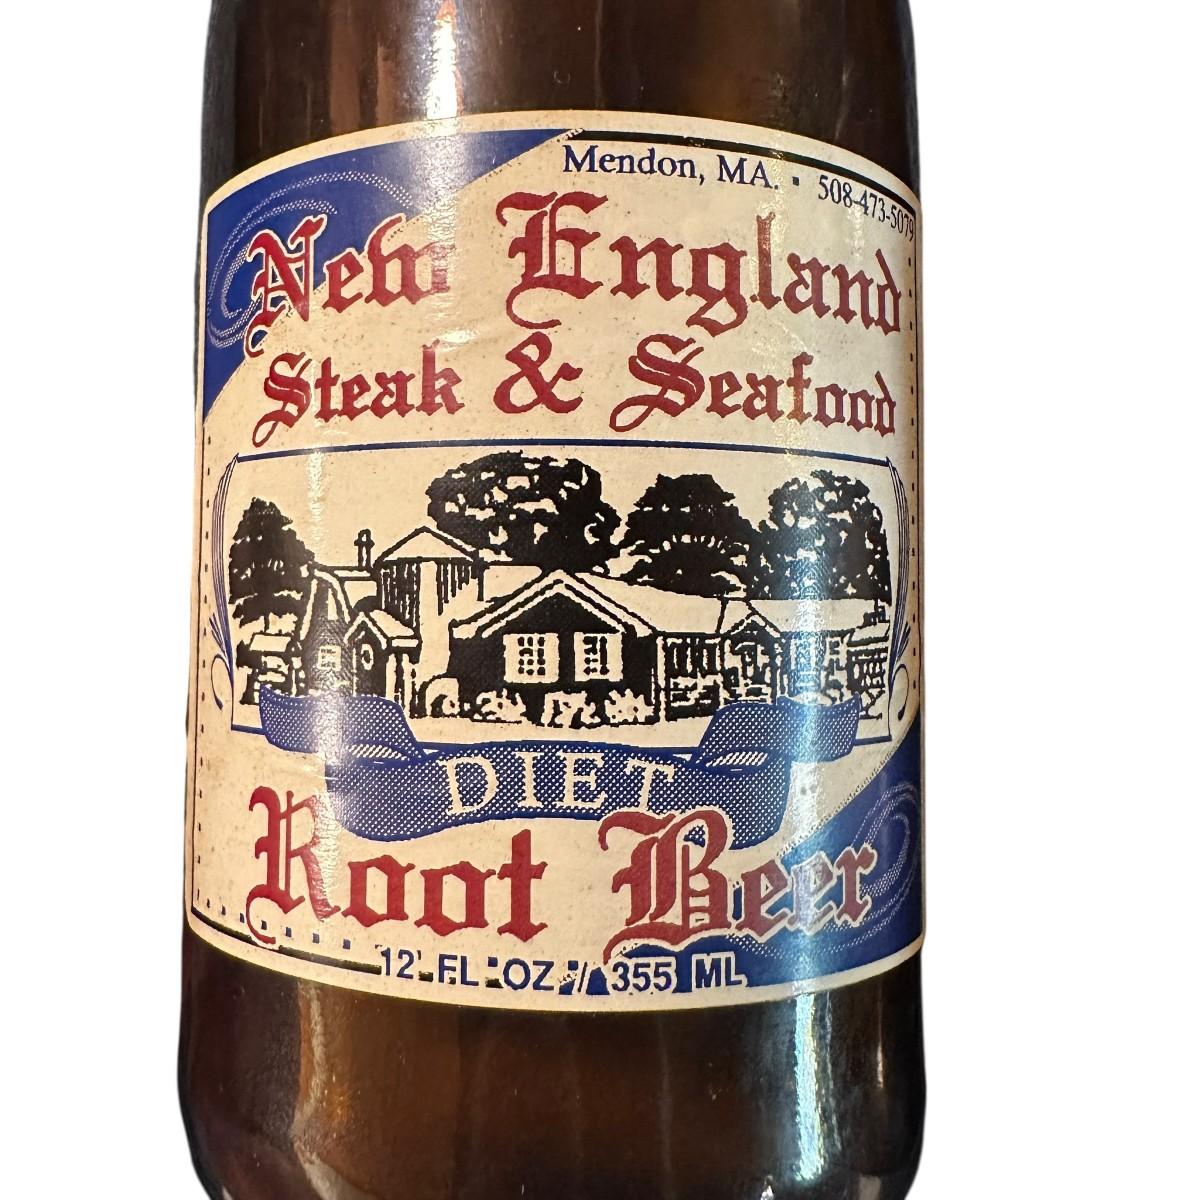 Mendon, MA. · 508-473-5079
New England
Steak & Seafood
DIET
Root Beer
12 FL OZ // 355 ML